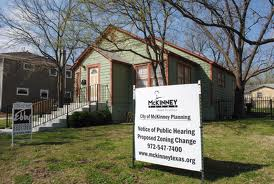 McKINNEY
City of McKinney Planning
Notice of Public Hearing
Proposed Zoning Change
972-547-7400
www.mckinneytexas.org